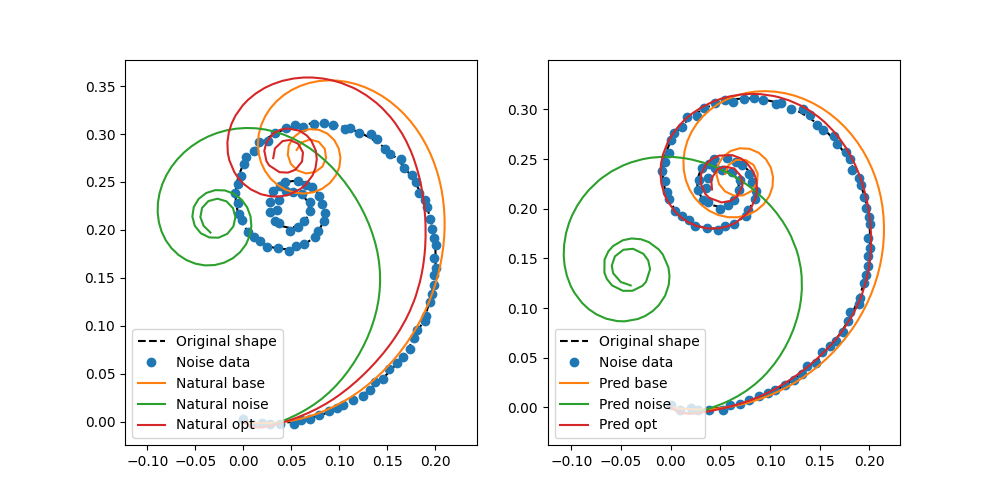 0.35
0.30
0.25
0.20
0.15
0.10
0.05
0.00
−0.10 −0.05 0.00 0.05 0.10 0.15 0.20
Original shape
Noise data
Natural base
Natural noise
Natural opt
0.30
0.25
0.20
0.15
0.10
0.05
0.00
−0.10 −0.05 0.00 0.05 0.10 0.15 0.20
Original shape
Noise data
Pred base
Pred noise
Pred opt